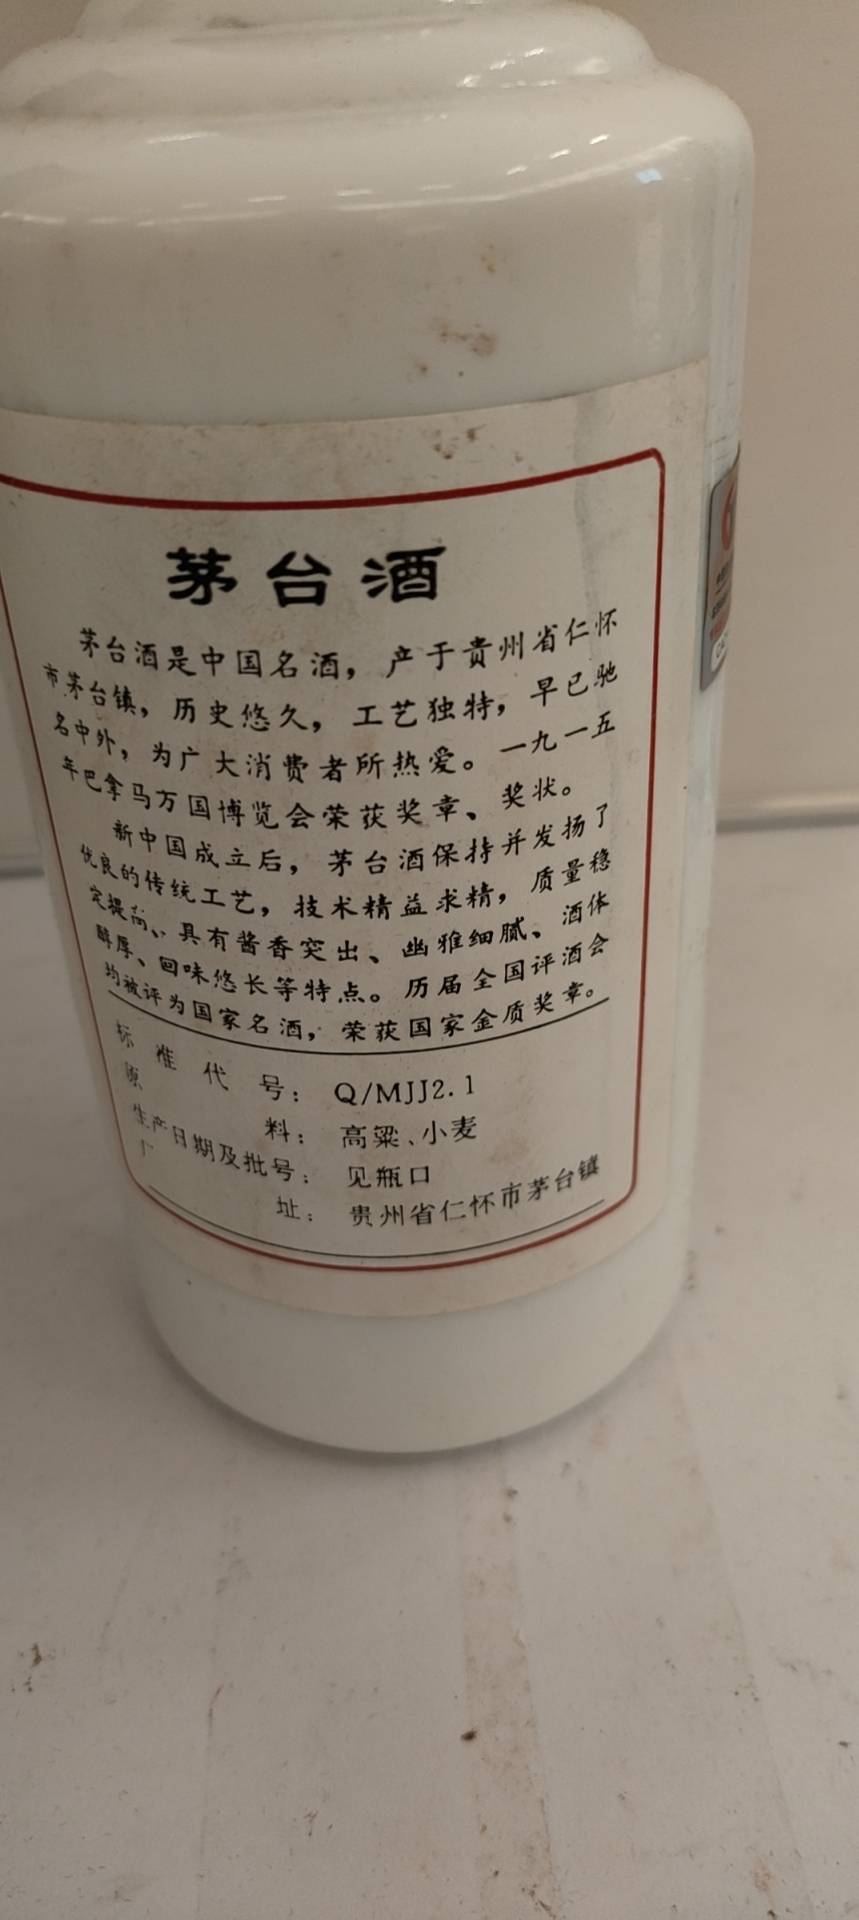 茅台酒
茅台酒是中国名酒，产于贵州省仁怀
市茅台镇，历史悠久，工艺独特，早已驰
名中外，为广大消费者所热爱。一九一五
年巴拿马万国博览会荣获奖章、奖状。
新中国成立后，茅台酒保持并发扬了
优良的传统工艺，技术精益求精，质量稳
定提高、具有酱香突出、幽雅细腻、酒体
醇厚、回味悠长等特点。历届全国评酒会
均被评为国家名酒，荣获国家金质奖章。
标准代号：Q/MJJ2.1
原料：高粱、小麦
生产日期及批号：见瓶口
厂址：贵州省仁怀市茅台镇